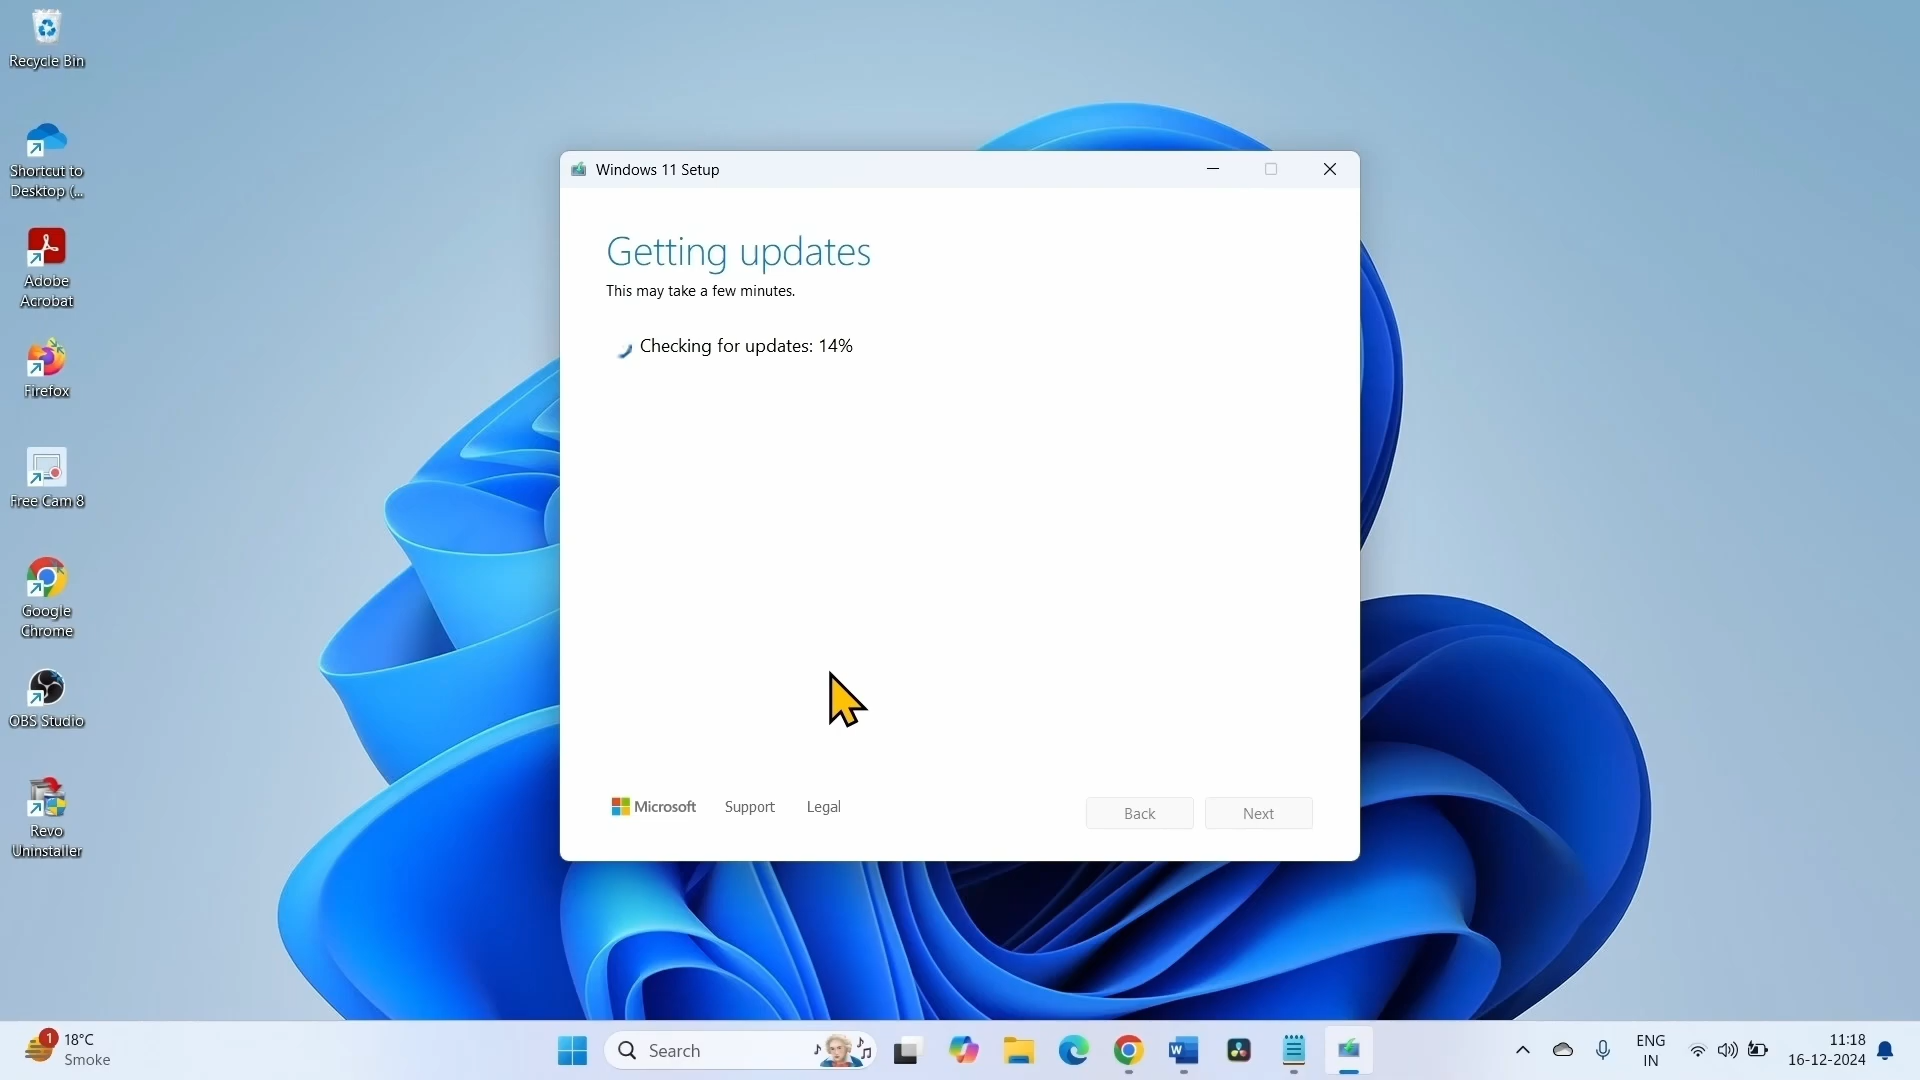 Recycle Bin
Shortcut to
Desktop (...
Adobe
Acrobat
Firefox
Free Cam 8
Google
Chrome
OBS Studio
Revo
Uninstaller
Windows 11 Setup
Getting updates
This may take a few minutes.
Checking for updates: 14%
Microsoft
Support
Legal
Back
Next
1
18°C
Smoke
Search
W
ENG
IN
11:18
16-12-2024